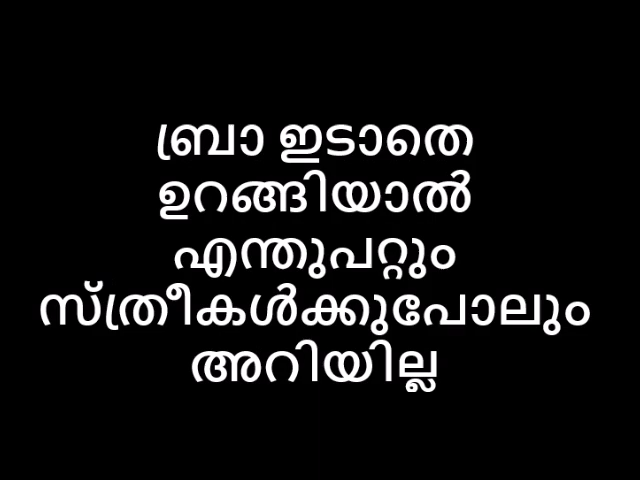 ബ്രാ ഇടാതെ
ഉറങ്ങിയാൽ
എന്തുപറ്റും
സ്ത്രീകൾക്കുപോലും
അറിയില്ല